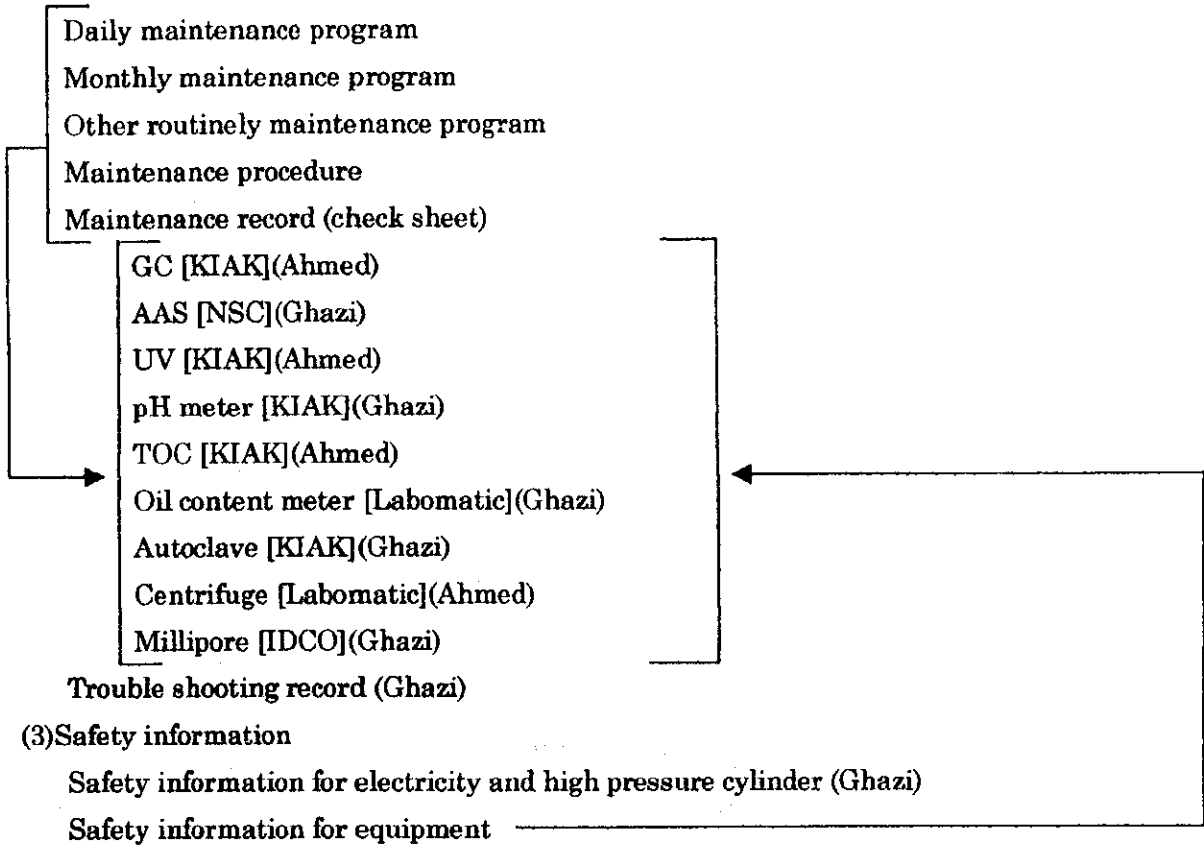 Daily maintenance program
Monthly maintenance program
Other routinely maintenance program
Maintenance procedure
Maintenance record (check sheet)
GC [KIAK](Ahmed)
AAS [NSC](Ghazi)
UV [KIAK](Ahmed)
pH meter [KIAK](Ghazi)
TOC [KIAK](Ahmed)
Oil content meter [Labomatic](Ghazi)
Autoclave [KIAK](Ghazi)
Centrifuge [Labomatic](Ahmed)
Millipore [IDCO](Ghazi)
Trouble shooting record (Ghazi)
(3)Safety information
Safety information for electricity and high pressure cylinder (Ghazi)
Safety information for equipment